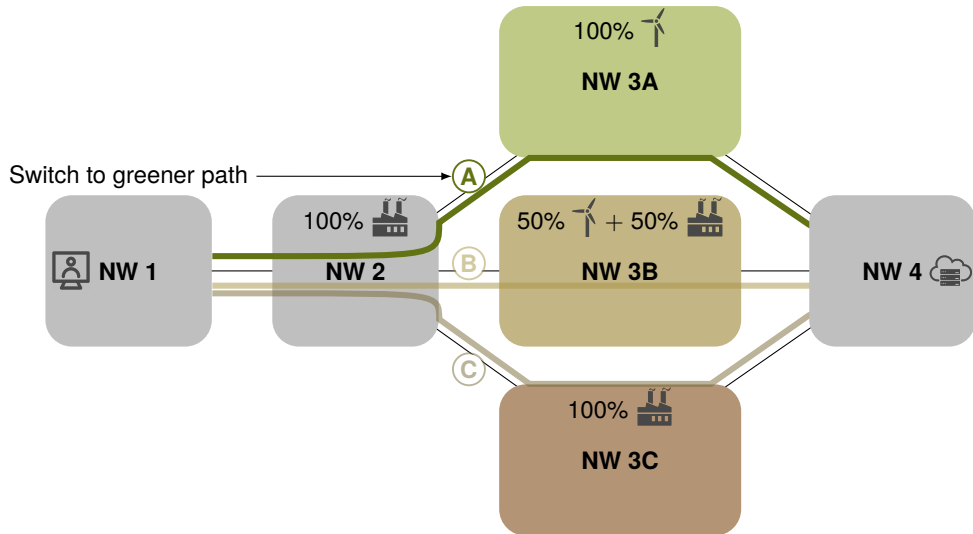 100%
NW 3A
Switch to greener path
A
100%
50% + 50%
NW 1
NW 2
B
NW 3B
NW 4
C
100%
NW 3C